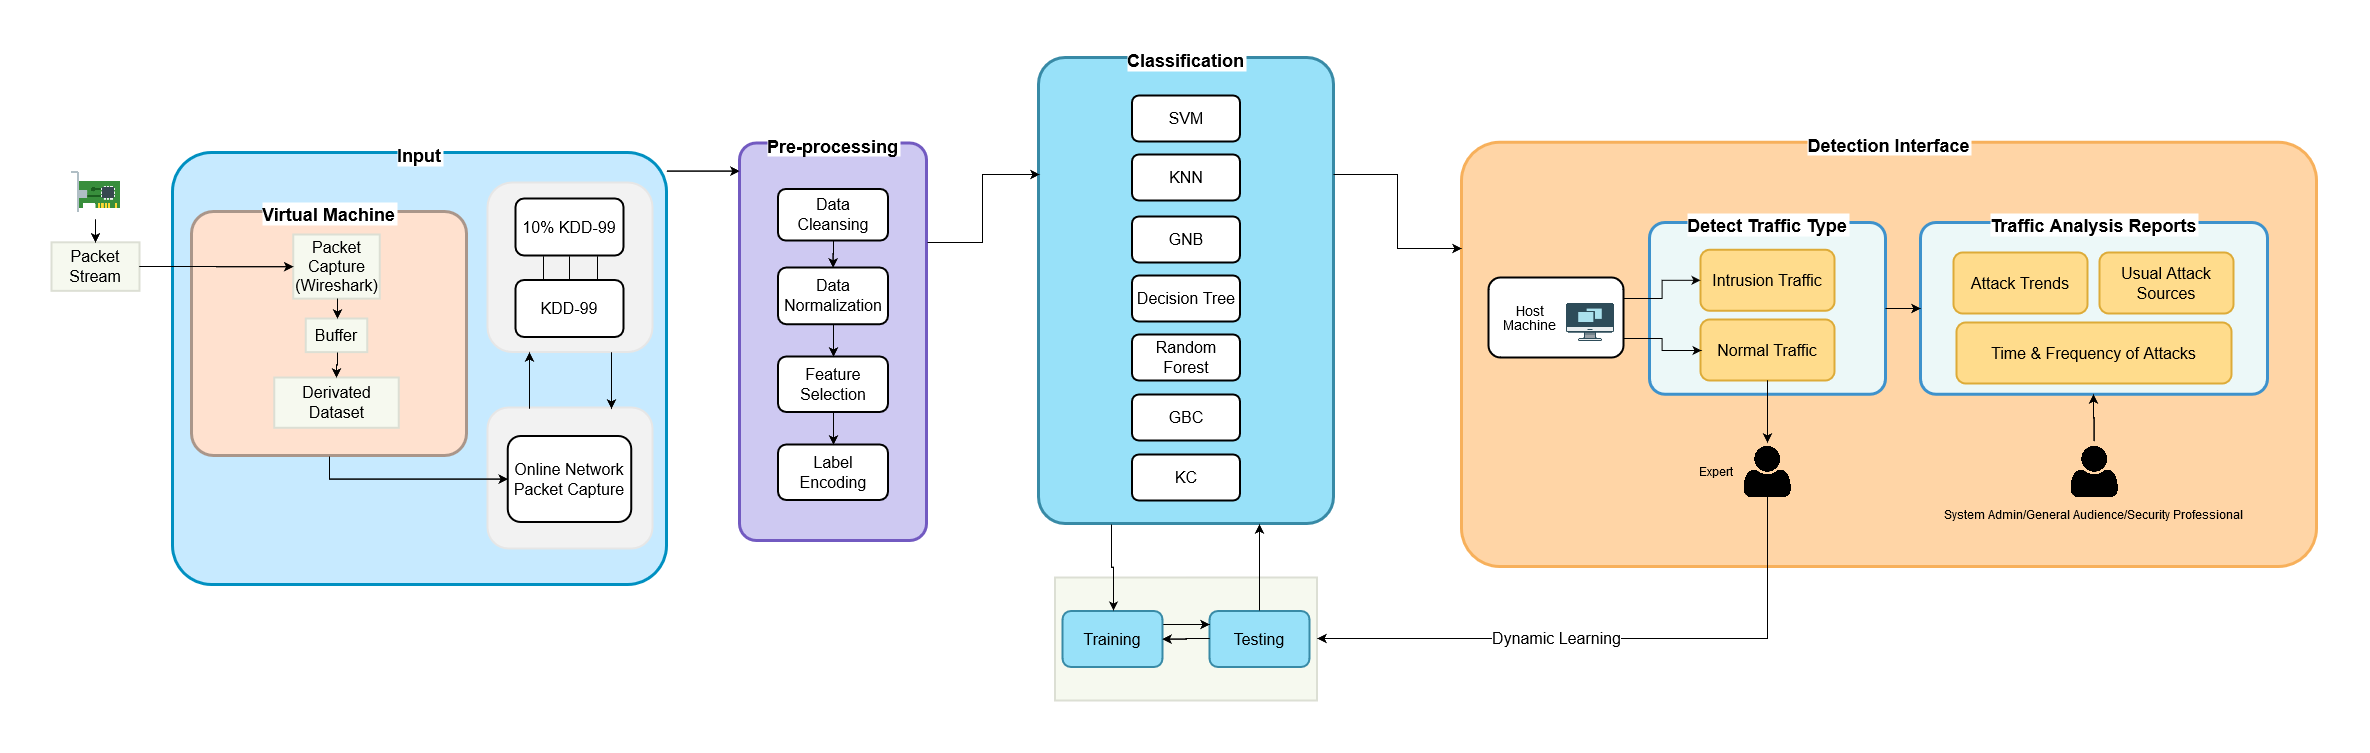 Packet
Stream
Input
Virtual Machine
Packet
Capture
(Wireshark)
Buffer
Derivated
Dataset
10% KDD-99
KDD-99
Online Network
Packet Capture
Pre-processing
Data
Cleansing
Data
Normalization
Feature
Selection
Label
Encoding
Classification
SVM
KNN
GNB
Decision Tree
Random
Forest
GBC
KC
Training
Testing
Dynamic Learning
Detection Interface
Host
Machine
Detect Traffic Type
Intrusion Traffic
Normal Traffic
Expert
Traffic Analysis Reports
Attack Trends
Usual Attack
Sources
Time & Frequency of Attacks
System Admin/General Audience/Security Professional